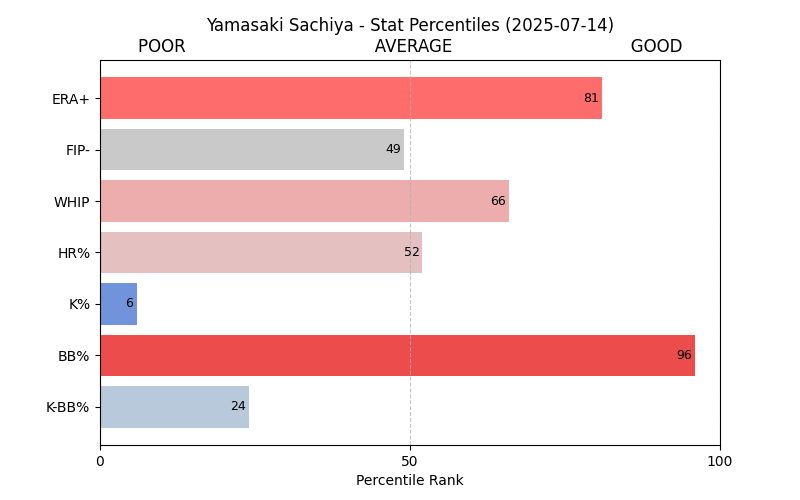 Yamasaki Sachiya - Stat Percentiles (2025-07-14)
POOR AVERAGE GOOD
ERA+ 81
FIP- 49
WHIP 66
HR% 52
K% 6
BB% 96
K-BB% 24
0 50 100
Percentile Rank